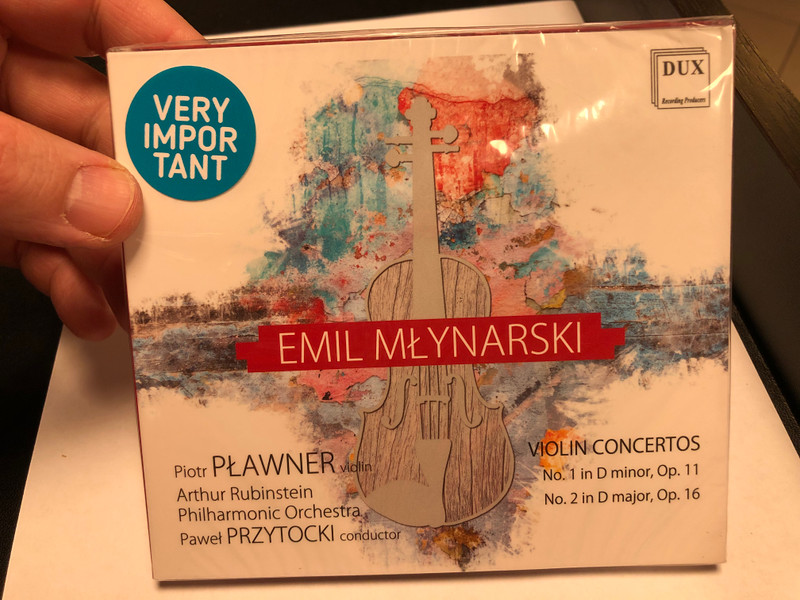 VERY
IMPOR
TANT
DUX
Recording Producers
EMIL MŁYNARSKI
Piotr PŁAWNER violin
Arthur Rubinstein
Philharmonic Orchestra
Paweł PRZYTOCKI conductor
VIOLIN CONCERTOS
No. 1 in D minor, Op. 11
No. 2 in D major, Op. 16